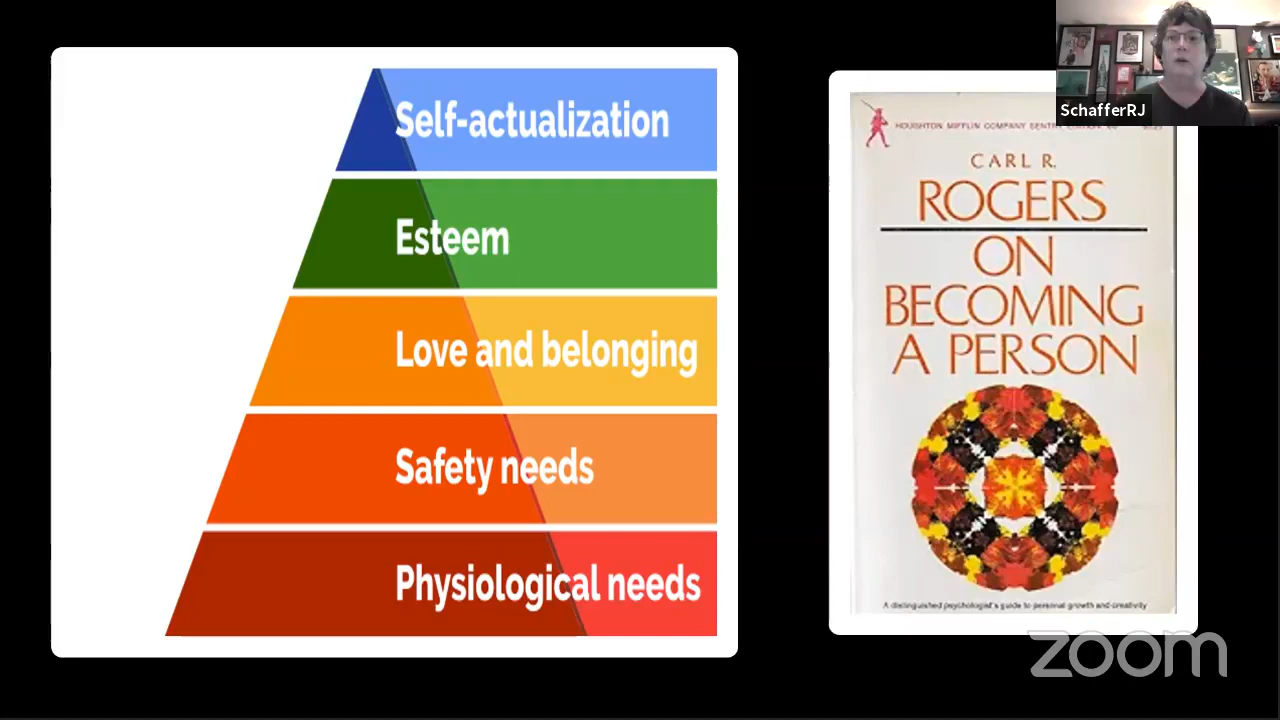 Self-actualization
Esteem
Love and belonging
Safety needs
Physiological needs
SchafferRJ
HOUGHTON MIFFLIN COMPANY SENTRY
CARL R.
ROGERS
ON
BECOMING
A PERSON
A distinguished psychologist's guide to personal growth and creativity
zoom